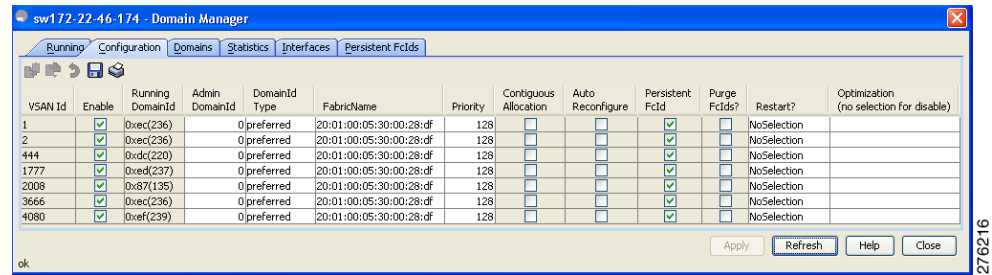 sw172-22-46-174 - Domain Manager
Running Configuration Domains Statistics Interfaces Persistent FcIds
VSAN Id Enable Running DomainId Admin DomainId DomainId Type FabricName Priority Contiguous Allocation Auto Reconfigure Persistent FcId Purge FcIds? Restart? Optimization (no selection for disable)
1 0xec(236) 0 preferred 20:01:00:05:30:00:28:df 128 NoSelection
2 0xec(236) 0 preferred 20:01:00:05:30:00:28:df 128 NoSelection
444 0xdc(220) 0 preferred 20:01:00:05:30:00:28:df 128 NoSelection
1777 0xed(237) 0 preferred 20:01:00:05:30:00:28:df 128 NoSelection
2008 0x87(135) 0 preferred 20:01:00:05:30:00:28:df 128 NoSelection
3666 0xec(236) 0 preferred 20:01:00:05:30:00:28:df 128 NoSelection
4080 0xef(239) 0 preferred 20:01:00:05:30:00:28:df 128 NoSelection
Apply Refresh Help Close
ok
276216